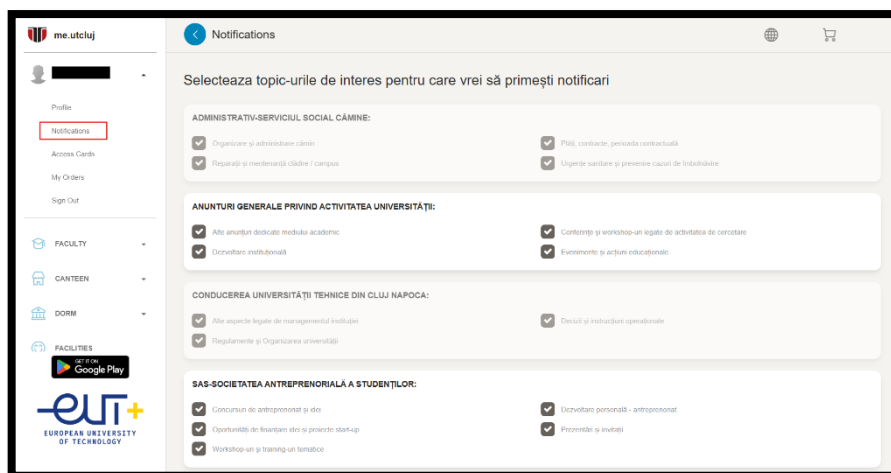 me.utcluj
Notifications
Selecteaza topic-urile de interes pentru care vrei să primești notificari
Profile
Notifications
Access Cards
My Orders
Sign Out
FACULTY
CANTEEN
DORM
FACILITIES
GET IT ON
Google Play
EUT+
EUROPEAN UNIVERSITY
OF TECHNOLOGY
ADMINISTRATIV-SERVICIUL SOCIAL CĂMINE:
Organizare și administrare cămin
Plăți, contracte, perioada contractuală
Reparații și mentenanță clădire / campus
Urgențe sanitare și prevenire cazuri de îmbolnăvire
ANUNTURI GENERALE PRIVIND ACTIVITATEA UNIVERSITĂȚII:
Alte anunțuri dedicate mediului academic
Conferințe și workshop-uri legate de activitatea de cercetare
Dezvoltare instituțională
Evenimente și acțiuni educaționale
CONDUCEREA UNIVERSITĂȚII TEHNICE DIN CLUJ NAPOCA:
Alte aspecte legate de managementul instituției
Decizii și instrucțiuni operaționale
Regulamente și Organizarea universității
SAS-SOCIETATEA ANTREPRENORIALĂ A STUDENȚILOR:
Concursuri de antreprenoriat și idei
Dezvoltare personală - antreprenoriat
Oportunități de finanțare idei și proiecte start-up
Prezentări și invitații
Workshop-uri și training-uri tematice